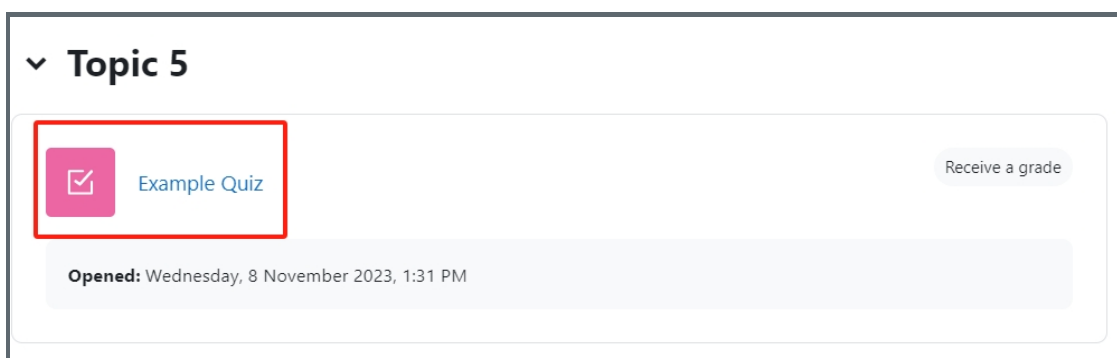 Topic 5
Example Quiz
Receive a grade
Opened: Wednesday, 8 November 2023, 1:31 PM